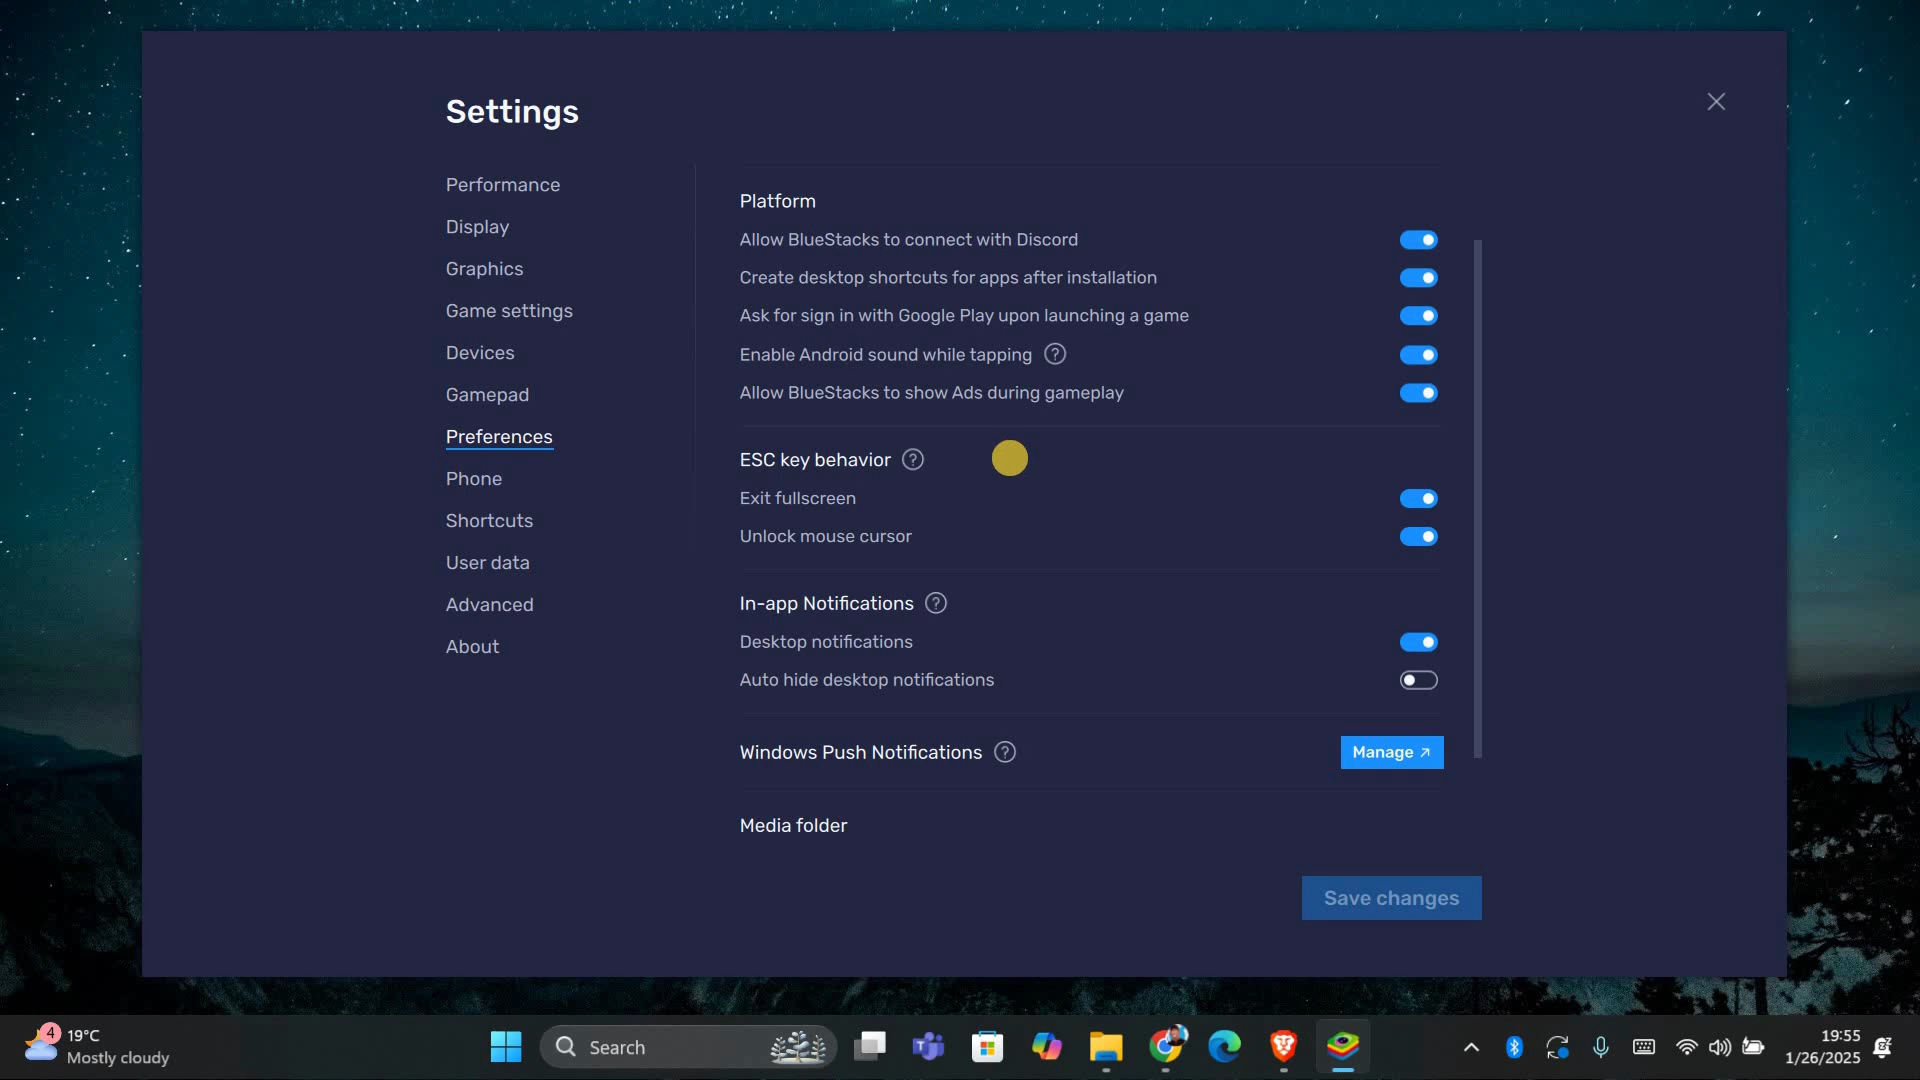 Settings
Performance
Display
Graphics
Game settings
Devices
Gamepad
Preferences
Phone
Shortcuts
User data
Advanced
About
Platform
Allow BlueStacks to connect with Discord
Create desktop shortcuts for apps after installation
Ask for sign in with Google Play upon launching a game
Enable Android sound while tapping ?
Allow BlueStacks to show Ads during gameplay
ESC key behavior ?
Exit fullscreen
Unlock mouse cursor
In-app Notifications ?
Desktop notifications
Auto hide desktop notifications
Windows Push Notifications ?
Manage ↗
Media folder
Save changes
4
19°C
Mostly cloudy
Search
19:55
1/26/2025